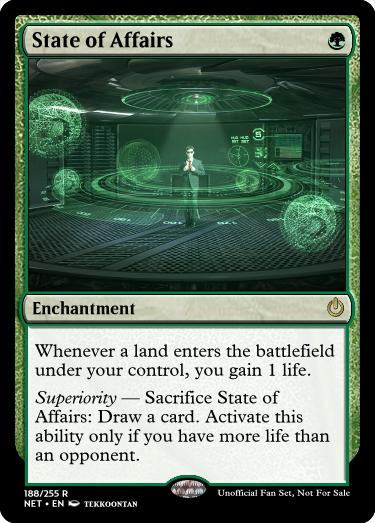 State of Affairs
Enchantment
Whenever a land enters the battlefield
under your control, you gain 1 life.
Superiority — Sacrifice State of
Affairs: Draw a card. Activate this
ability only if you have more life than
an opponent.
188/255 R
NET • EN TEKKOONTAN
Unofficial Fan Set, Not For Sale